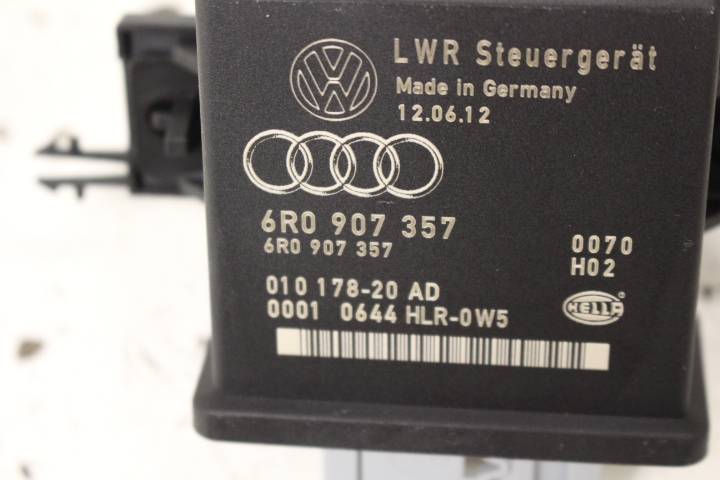 LWR Steuergerät
Made in Germany
12.06.12
6R0 907 357
6R0 907 357
0070
H02
010 178-20 AD
0001 0644 HLR-0W5
HELLA ®